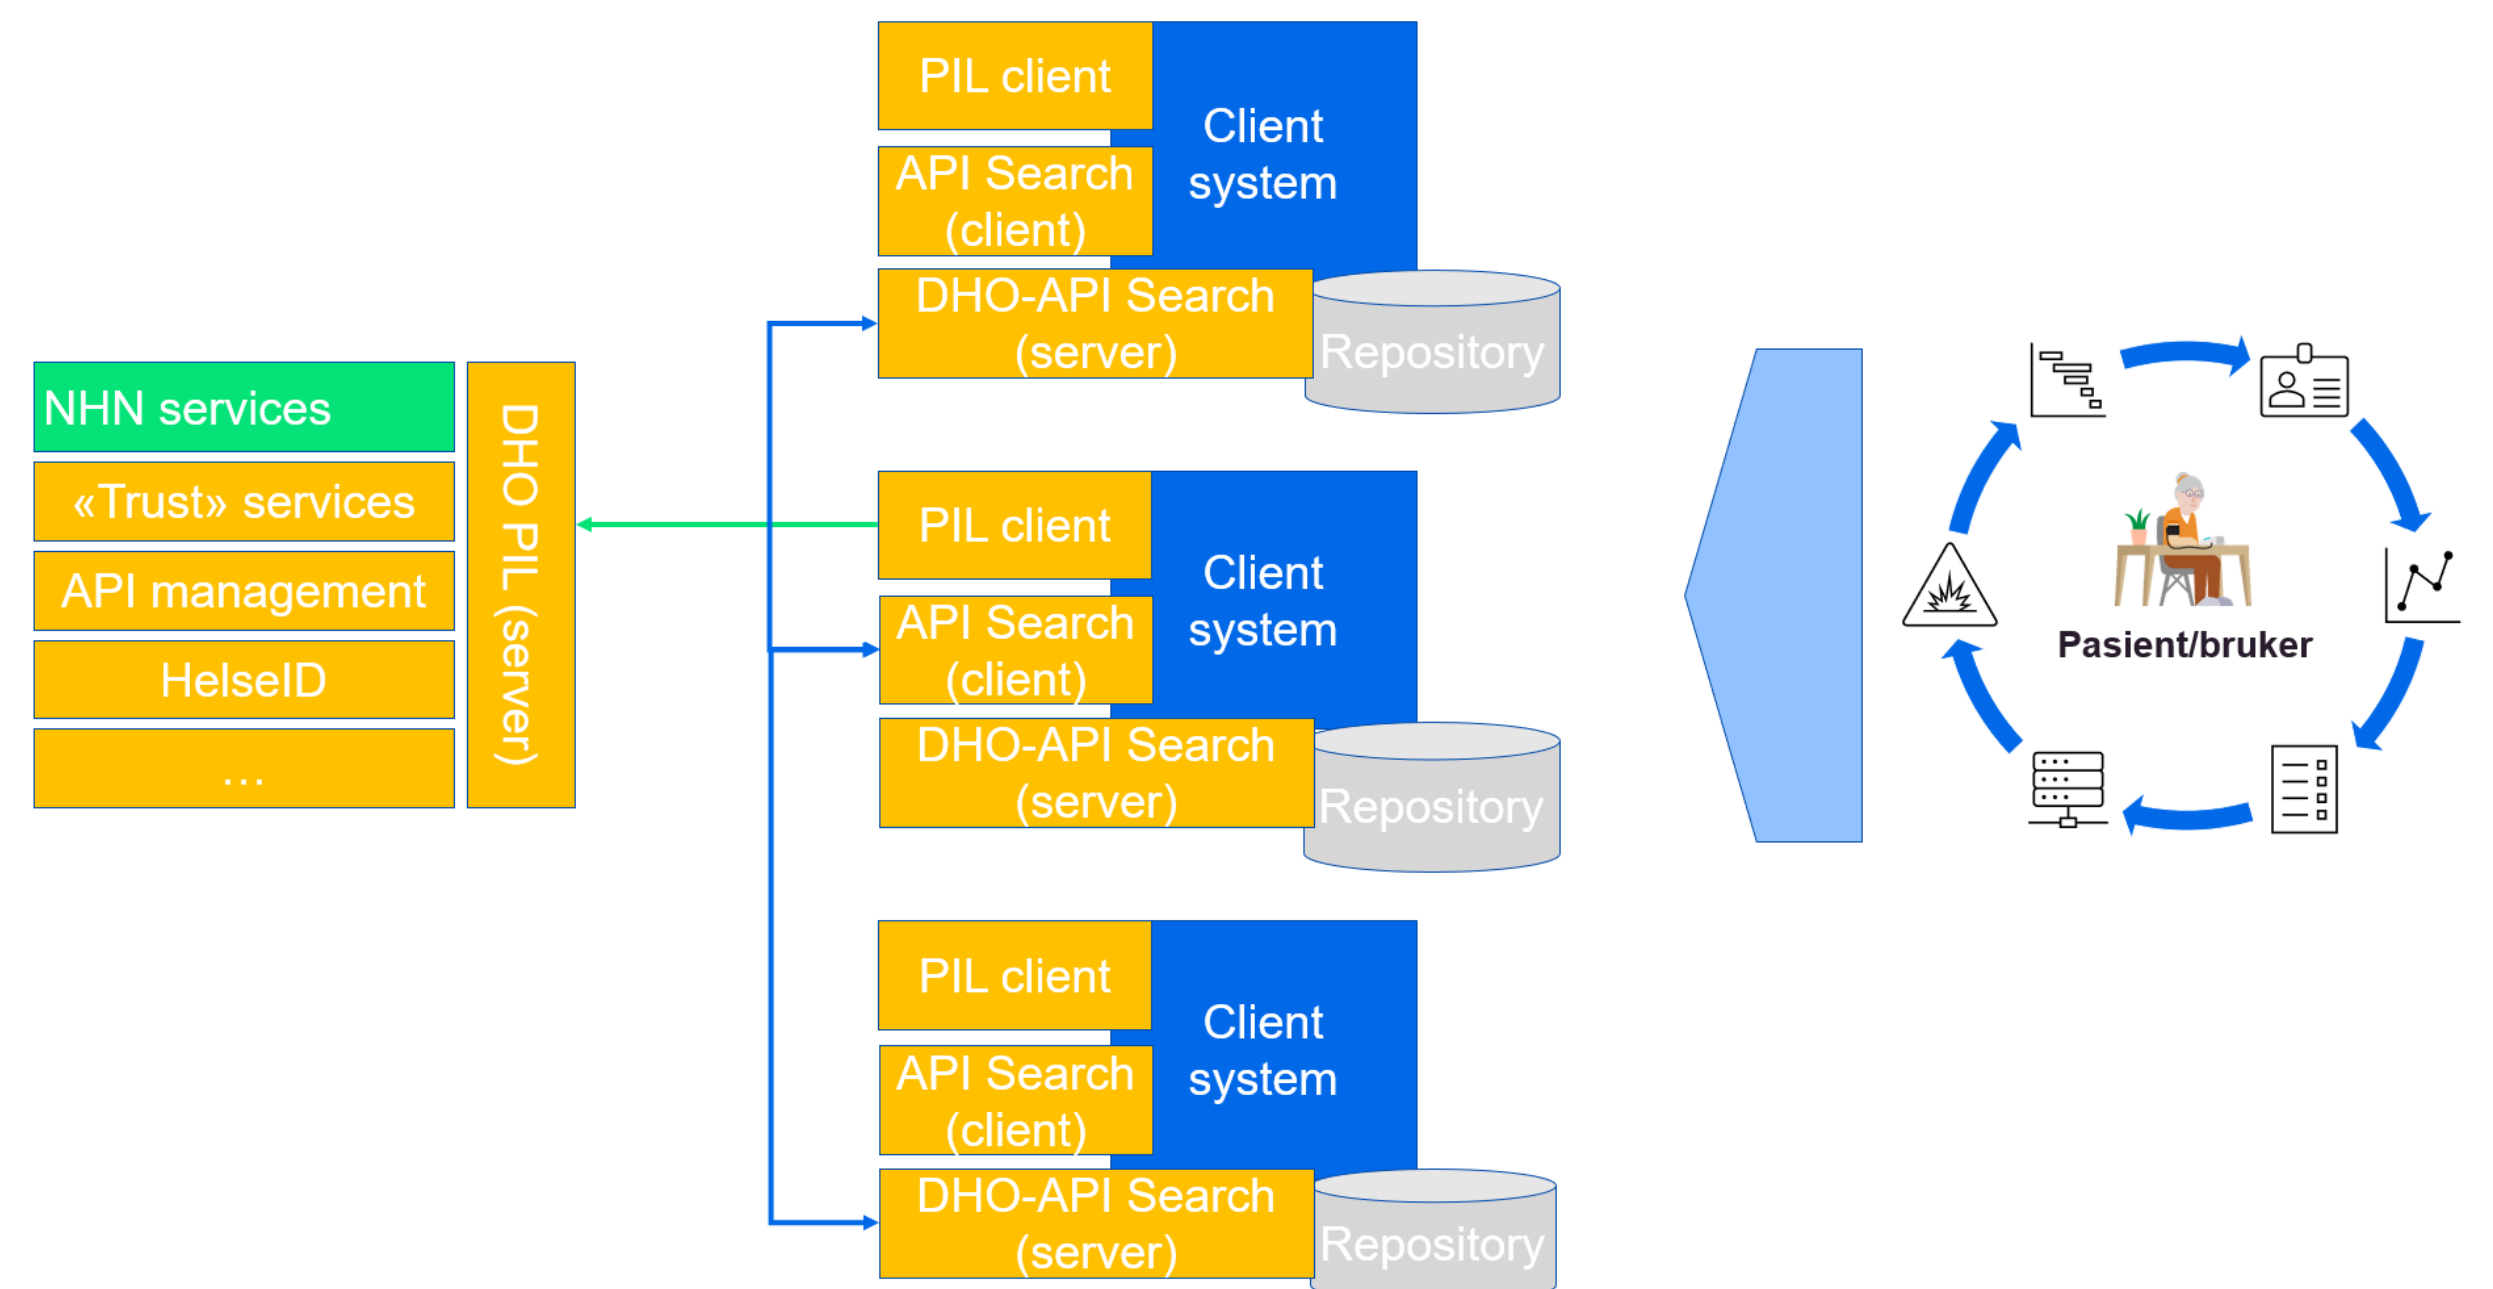 NHN services
«Trust» services
API management
HelseID
...
DHO PIL (server)
PIL client
API Search
(client)
DHO-API Search
(server)
Client
system
Repository
PIL client
API Search
(client)
DHO-API Search
(server)
Client
system
Repository
PIL client
API Search
(client)
DHO-API Search
(server)
Client
system
Repository
Pasient/bruker